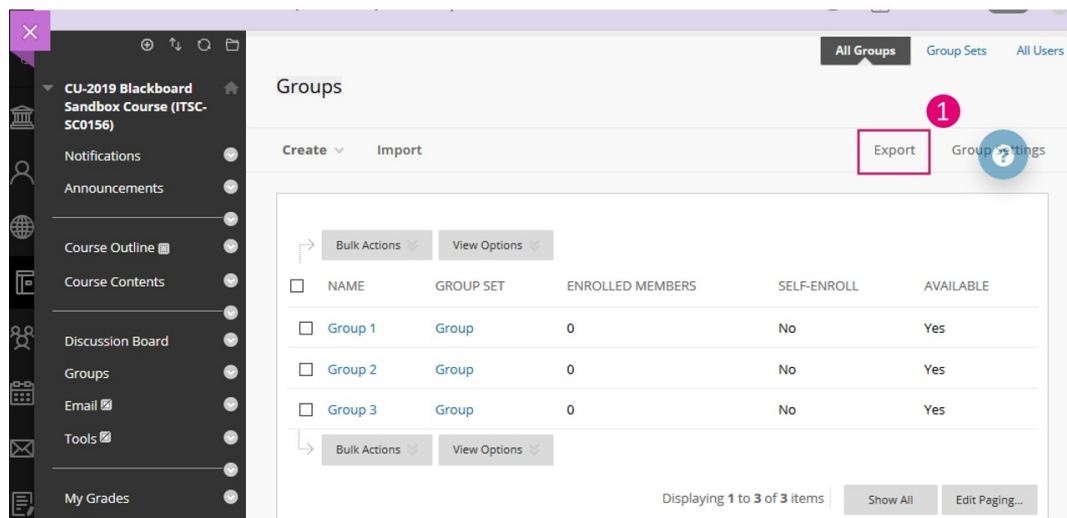 All Groups Group Sets All Users
CU-2019 Blackboard
Sandbox Course (ITSC-
SC0156)
Groups
1
Notifications
Create Import Export Group Settings
?
Announcements
Course Outline
Bulk Actions View Options
Course Contents
NAME GROUP SET ENROLLED MEMBERS SELF-ENROLL AVAILABLE
Group 1 Group 0 No Yes
Discussion Board
Group 2 Group 0 No Yes
Groups
Email
Group 3 Group 0 No Yes
Tools
Bulk Actions View Options
My Grades
Displaying 1 to 3 of 3 items Show All Edit Paging...